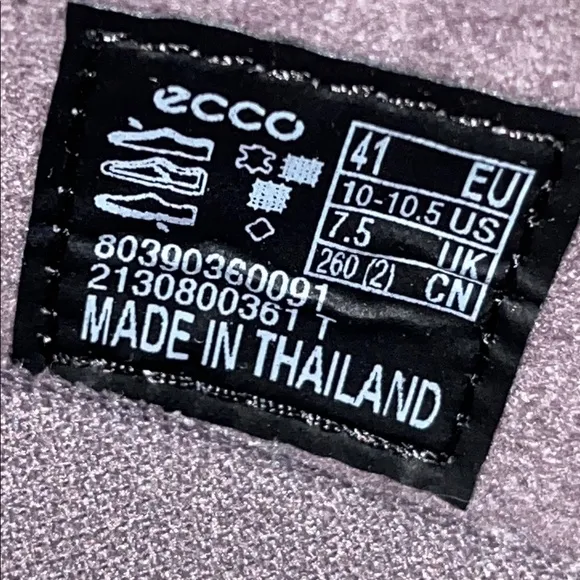 ecco
41 EU
10-10.5 US
7.5 UK
260 (2) CN
80390360091
2130800361 T
MADE IN THAILAND